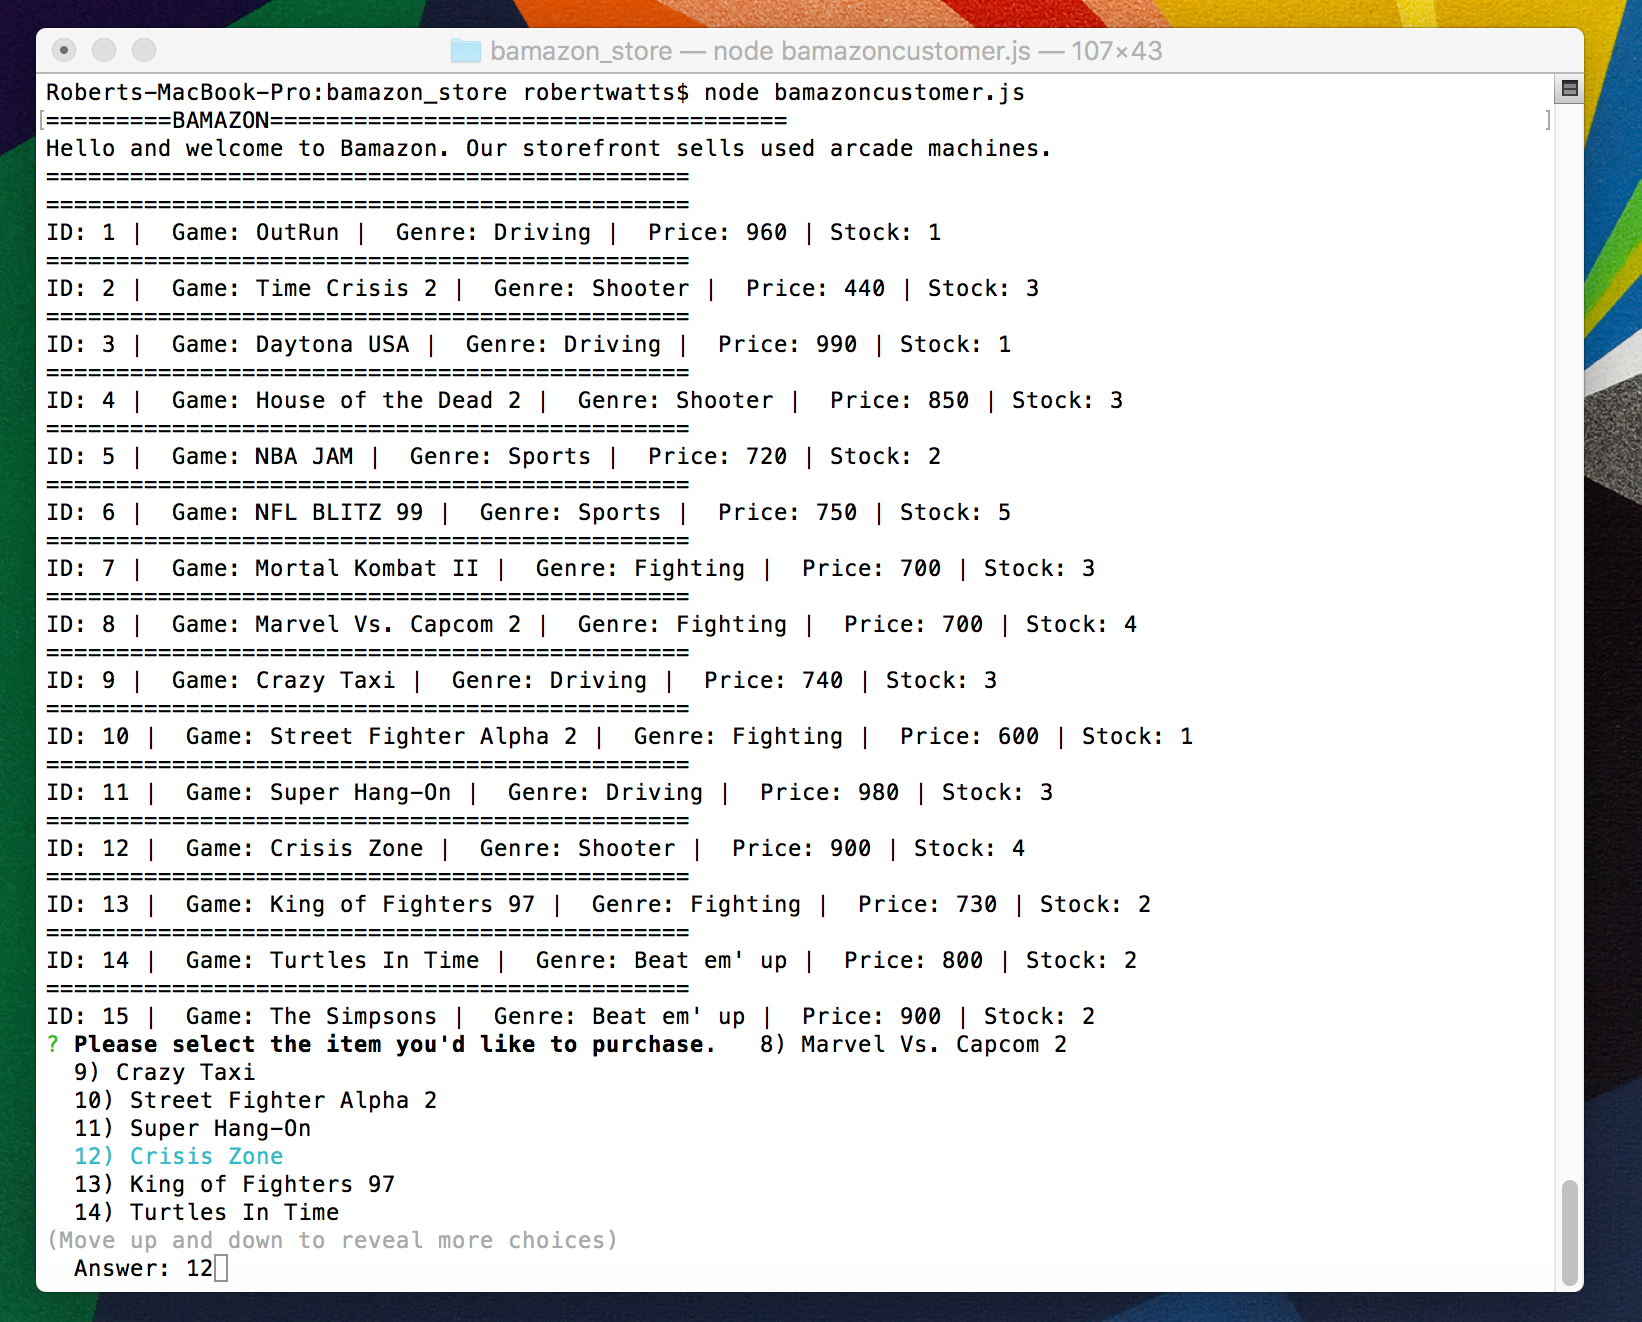 bamazon_store — node bamazoncustomer.js — 107×43
Roberts-MacBook-Pro:bamazon_store robertwatts$ node bamazoncustomer.js
[=========BAMAZON===================================== ]
Hello and welcome to Bamazon. Our storefront sells used arcade machines.
==============================================
==============================================
ID: 1 |  Game: OutRun |  Genre: Driving |  Price: 960 | Stock: 1
==============================================
ID: 2 |  Game: Time Crisis 2 |  Genre: Shooter |  Price: 440 | Stock: 3
==============================================
ID: 3 |  Game: Daytona USA |  Genre: Driving |  Price: 990 | Stock: 1
==============================================
ID: 4 |  Game: House of the Dead 2 |  Genre: Shooter |  Price: 850 | Stock: 3
==============================================
ID: 5 |  Game: NBA JAM |  Genre: Sports |  Price: 720 | Stock: 2
==============================================
ID: 6 |  Game: NFL BLITZ 99 |  Genre: Sports |  Price: 750 | Stock: 5
==============================================
ID: 7 |  Game: Mortal Kombat II |  Genre: Fighting |  Price: 700 | Stock: 3
==============================================
ID: 8 |  Game: Marvel Vs. Capcom 2 |  Genre: Fighting |  Price: 700 | Stock: 4
==============================================
ID: 9 |  Game: Crazy Taxi |  Genre: Driving |  Price: 740 | Stock: 3
==============================================
ID: 10 |  Game: Street Fighter Alpha 2 |  Genre: Fighting |  Price: 600 | Stock: 1
==============================================
ID: 11 |  Game: Super Hang-On |  Genre: Driving |  Price: 980 | Stock: 3
==============================================
ID: 12 |  Game: Crisis Zone |  Genre: Shooter |  Price: 900 | Stock: 4
==============================================
ID: 13 |  Game: King of Fighters 97 |  Genre: Fighting |  Price: 730 | Stock: 2
==============================================
ID: 14 |  Game: Turtles In Time |  Genre: Beat em' up |  Price: 800 | Stock: 2
==============================================
ID: 15 |  Game: The Simpsons |  Genre: Beat em' up |  Price: 900 | Stock: 2
? Please select the item you'd like to purchase.   8) Marvel Vs. Capcom 2
  9) Crazy Taxi
  10) Street Fighter Alpha 2
  11) Super Hang-On
  12) Crisis Zone
  13) King of Fighters 97
  14) Turtles In Time
(Move up and down to reveal more choices)
  Answer: 12